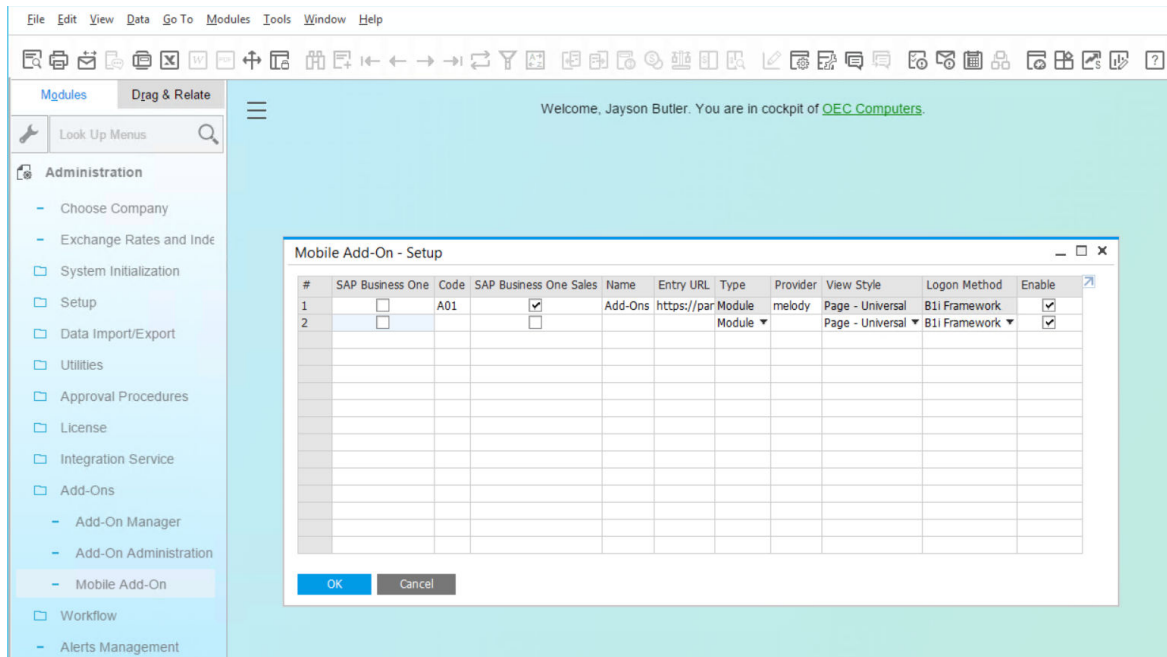 File Edit View Data Go To Modules Tools Window Help
Modules Drag & Relate
Welcome, Jayson Butler. You are in cockpit of OEC Computers.
Look Up Menus
Administration
Choose Company
Exchange Rates and Inde
System Initialization
Setup
Data Import/Export
Utilities
Approval Procedures
License
Integration Service
Add-Ons
Add-On Manager
Add-On Administration
Mobile Add-On
Workflow
Alerts Management
Mobile Add-On - Setup
# SAP Business One Code SAP Business One Sales Name Entry URL Type Provider View Style Logon Method Enable
1 A01 Add-Ons https://par Module melody Page - Universal B1i Framework
2 Module Page - Universal B1i Framework
OK Cancel